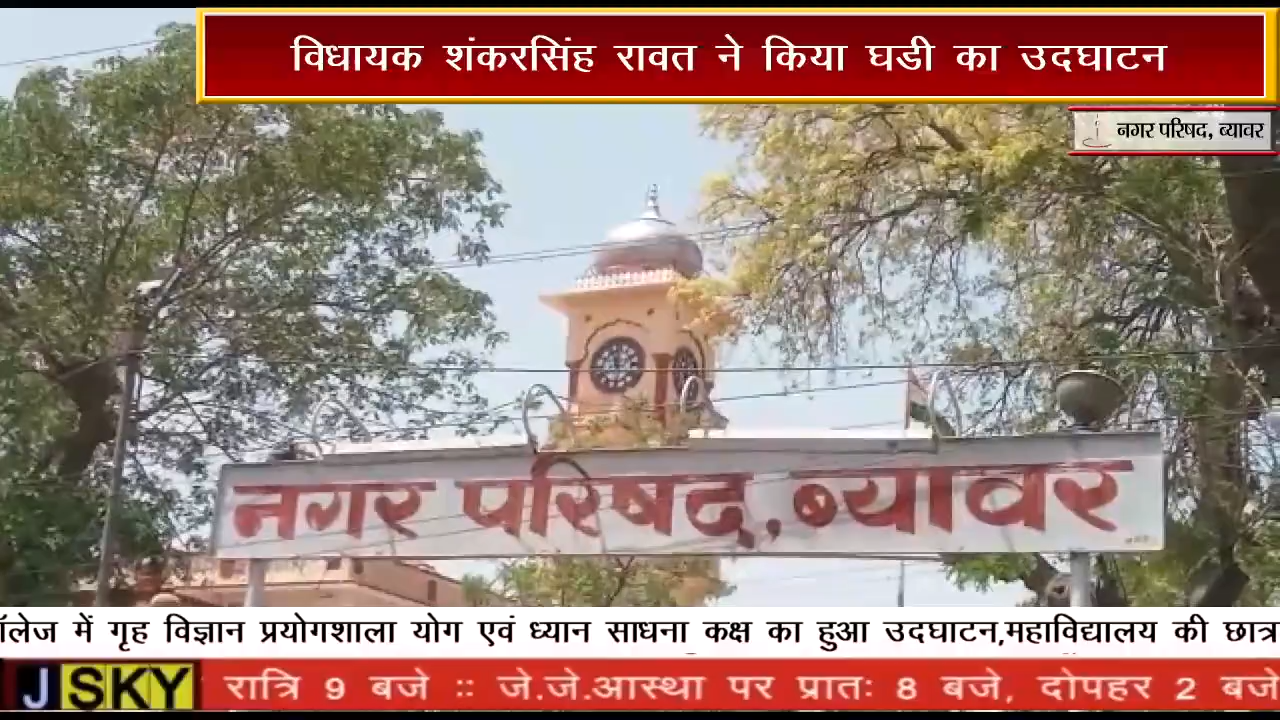 विधायक शंकरसिंह रावत ने किया घडी का उदघाटन
नगर परिषद, ब्यावर
नगर परिषद, ब्यावर
ॉलेज में गृह विज्ञान प्रयोगशाला योग एवं ध्यान साधना कक्ष का हुआ उदघाटन,महाविद्यालय की छात्र
JSKY रात्रि 9 बजे :: जे.जे.आस्था पर प्रातः 8 बजे, दोपहर 2 बजे